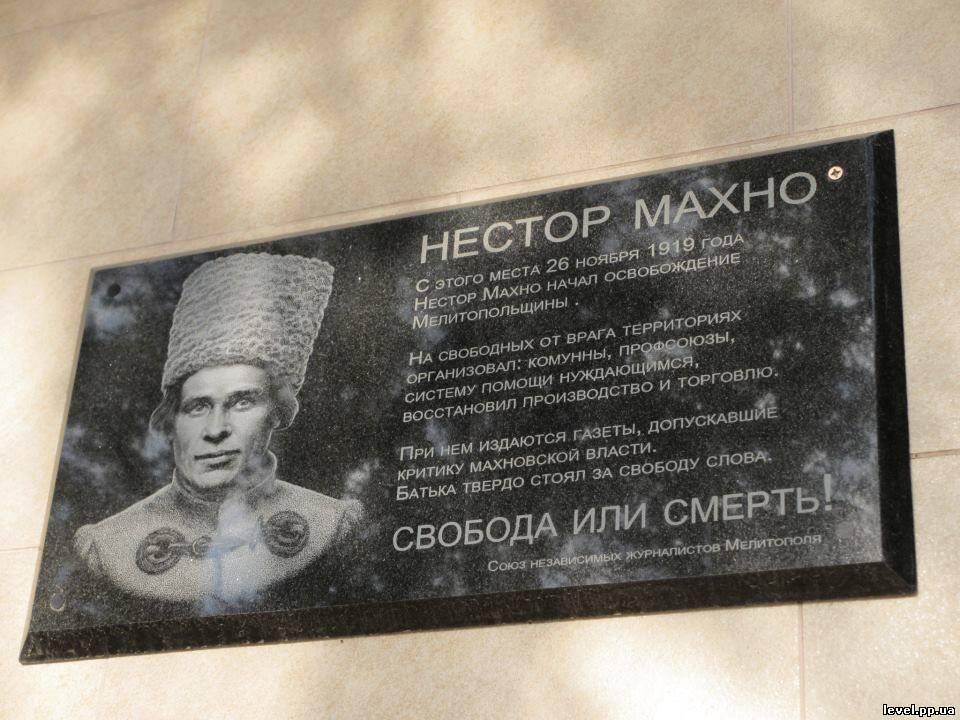 НЕСТОР МАХНО
С ЭТОГО МЕСТА 26 НОЯБРЯ 1919 ГОДА
НЕСТОР МАХНО НАЧАЛ ОСВОБОЖДЕНИЕ
МЕЛИТОПОЛЬЩИНЫ .
НА СВОБОДНЫХ ОТ ВРАГА ТЕРРИТОРИЯХ
ОРГАНИЗОВАЛ: КОМУННЫ, ПРОФСОЮЗЫ,
СИСТЕМУ ПОМОЩИ НУЖДАЮЩИМСЯ,
ВОССТАНОВИЛ ПРОИЗВОДСТВО И ТОРГОВЛЮ.
ПРИ НЕМ ИЗДАЮТСЯ ГАЗЕТЫ, ДОПУСКАВШИЕ
КРИТИКУ МАХНОВСКОЙ ВЛАСТИ.
БАТЬКА ТВЕРДО СТОЯЛ ЗА СВОБОДУ СЛОВА.
СВОБОДА ИЛИ СМЕРТЬ!
СОЮЗ НЕЗАВИСИМЫХ ЖУРНАЛИСТОВ МЕЛИТОПОЛЯ
level.pp.ua